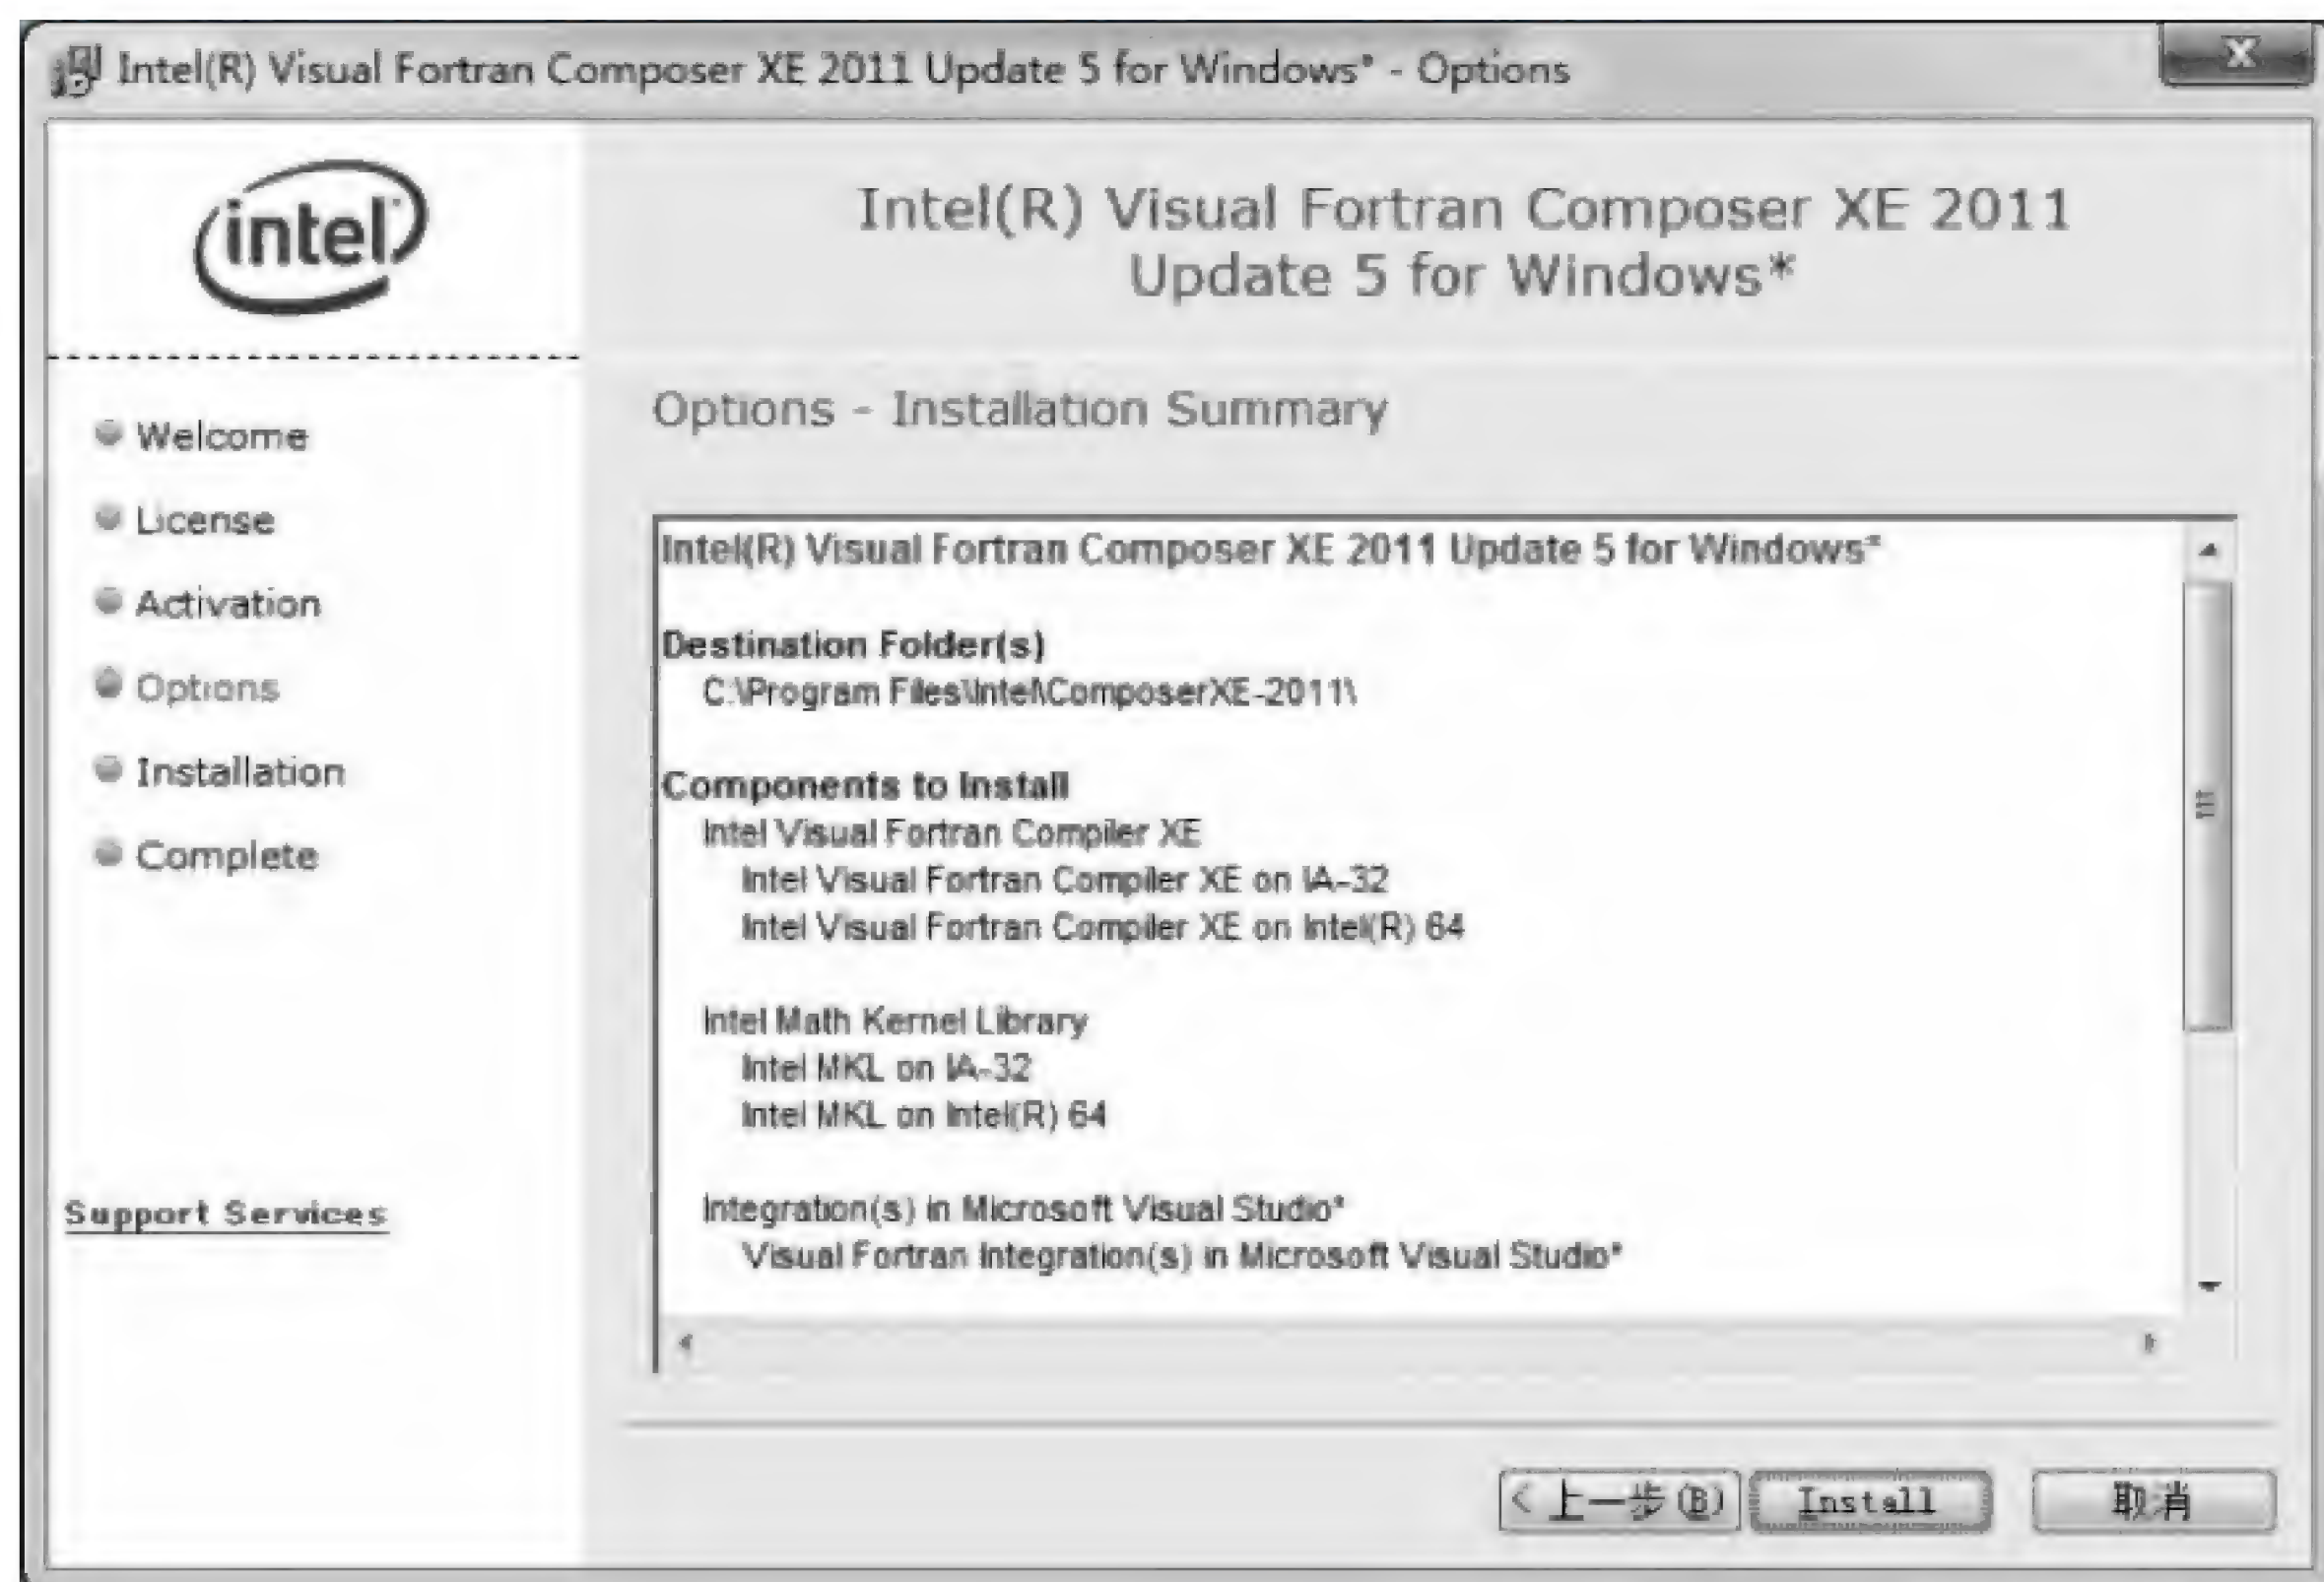 Intel(R) Visual Fortran Composer XE 2011 Update 5 for Windows* - Options
intel
Intel(R) Visual Fortran Composer XE 2011
Update 5 for Windows*
Welcome
License
Activation
Options
Installation
Complete
Support Services
Options - Installation Summary
Intel(R) Visual Fortran Composer XE 2011 Update 5 for Windows*
Destination Folder(s)
C:\Program Files\Intel\ComposerXE-2011\
Components to Install
Intel Visual Fortran Compiler XE
Intel Visual Fortran Compiler XE on IA-32
Intel Visual Fortran Compiler XE on Intel(R) 64
Intel Math Kernel Library
Intel MKL on IA-32
Intel MKL on Intel(R) 64
Integration(s) in Microsoft Visual Studio*
Visual Fortran Integration(s) in Microsoft Visual Studio*
< 上一步(B)
Install
取消